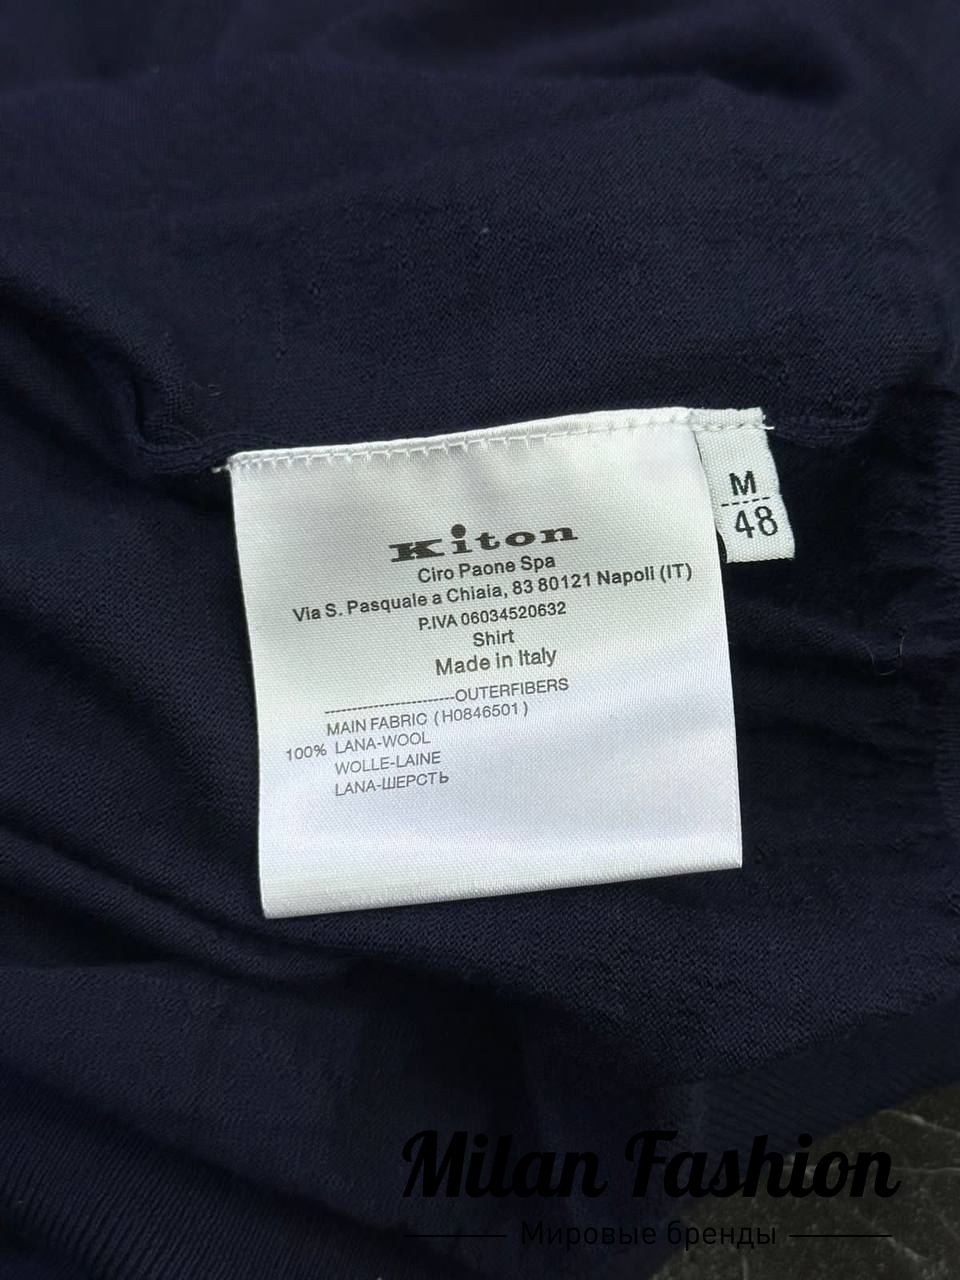 Kiton
Ciro Paone Spa
Via S. Pasquale a Chiaia, 83 80121 Napoli (IT)
P.IVA 06034520632
Shirt
Made in Italy
--------------------------OUTERFIBERS
MAIN FABRIC (H0846501)
100% LANA-WOOL
WOLLE-LAINE
LANA-ШЕРСТЬ
M
48
Milan Fashion
Мировые бренды